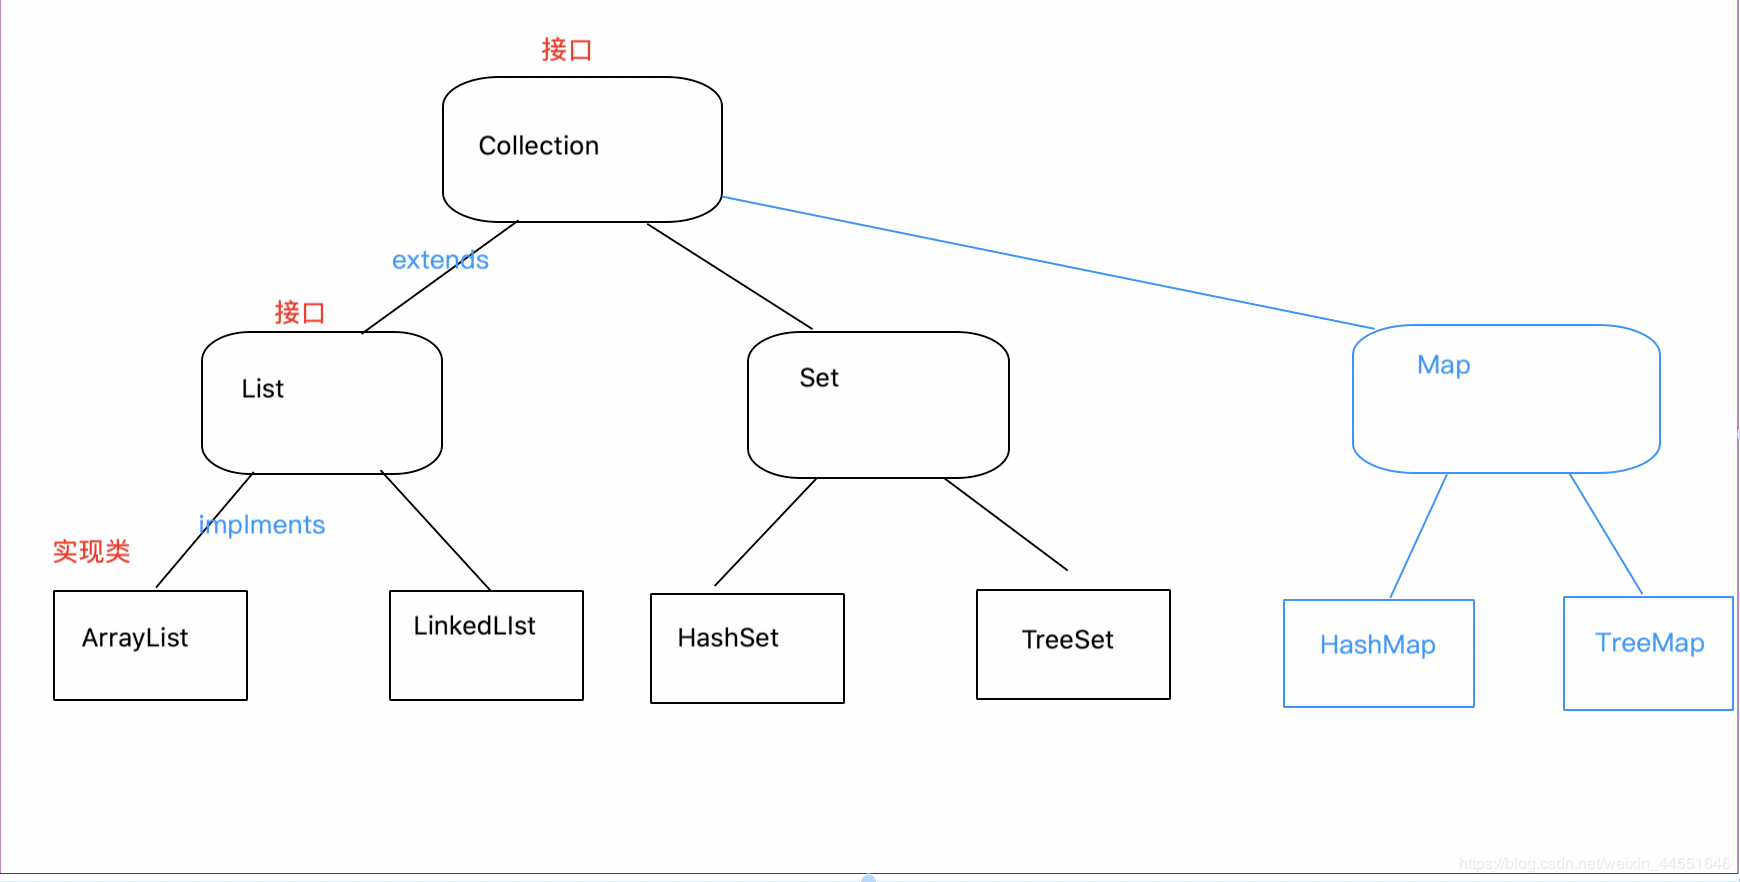 接口
Collection
extends
接口
List
Set
Map
implments
实现类
ArrayList
LinkedLIst
HashSet
TreeSet
HashMap
TreeMap
https://blog.csdn.net/weixin_44551646